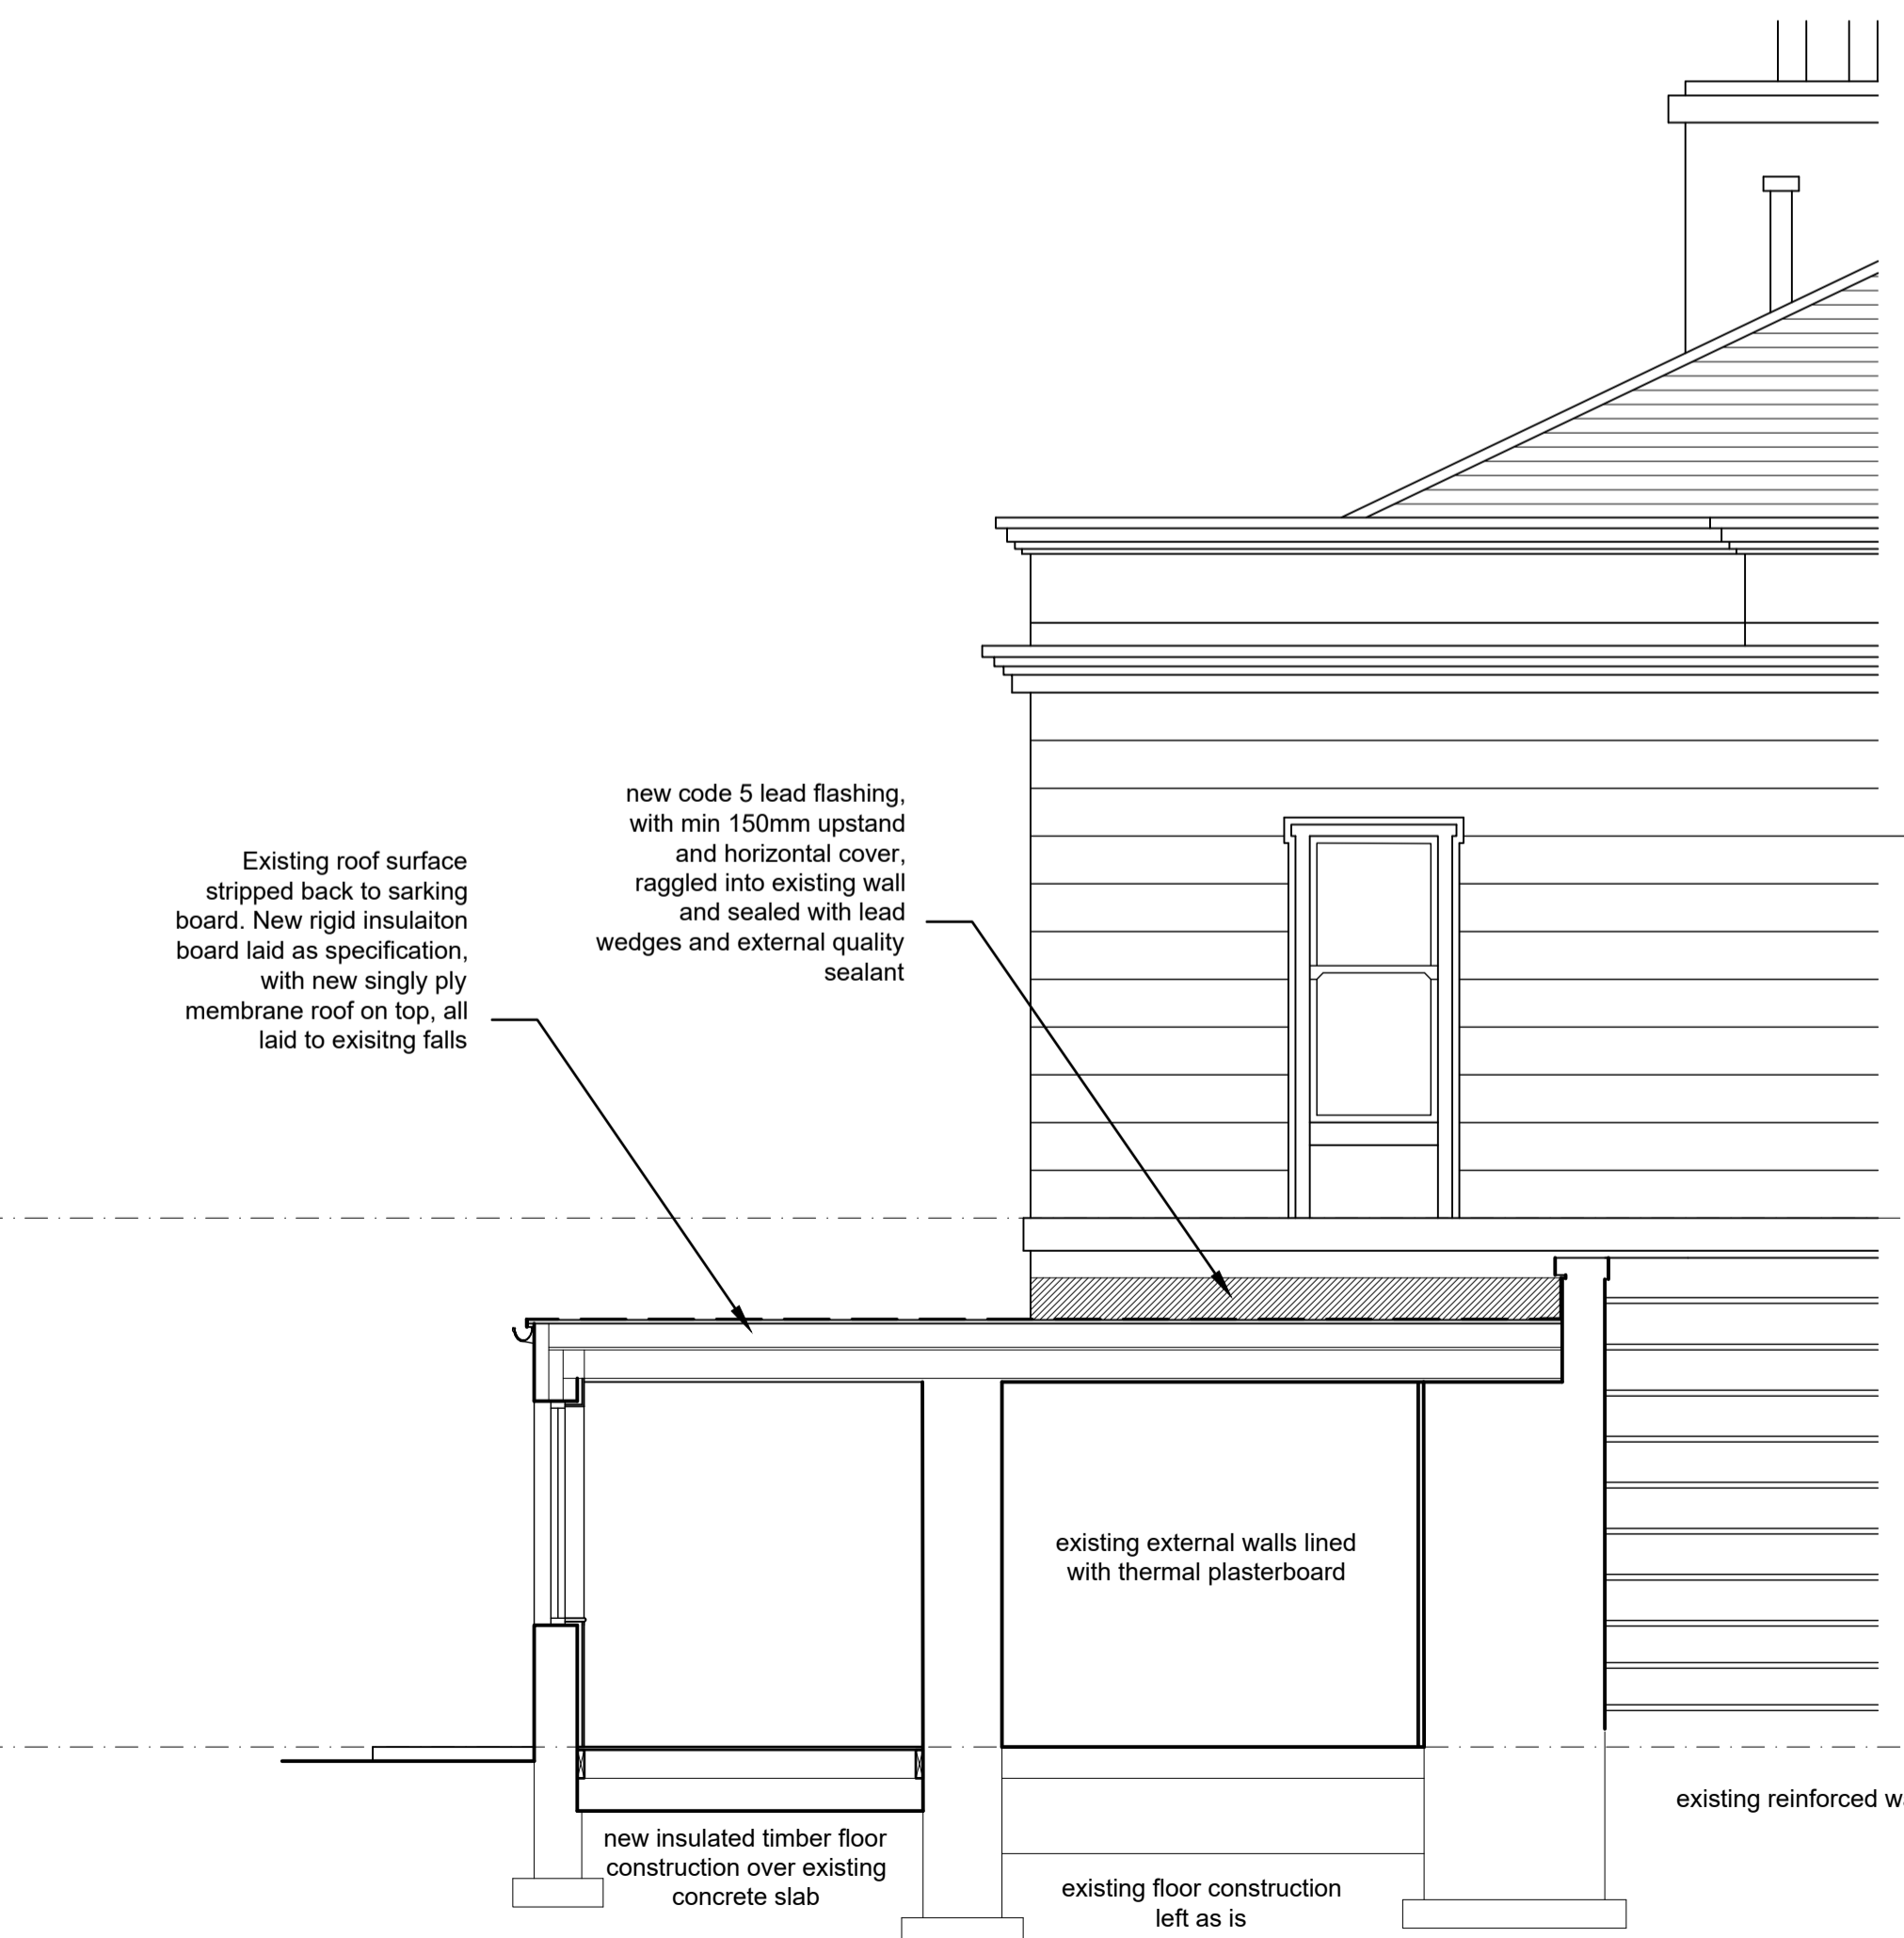 new code 5 lead flashing,
with min 150mm upstand
and horizontal cover,
raggled into existing wall
and sealed with lead
wedges and external quality
sealant
Existing roof surface
stripped back to sarking
board. New rigid insulaiton
board laid as specification,
with new singly ply
membrane roof on top, all
laid to exisitng falls
existing external walls lined
with thermal plasterboard
existing reinforced
new insulated timber floor
construction over existing
concrete slab
existing floor construction
left as is